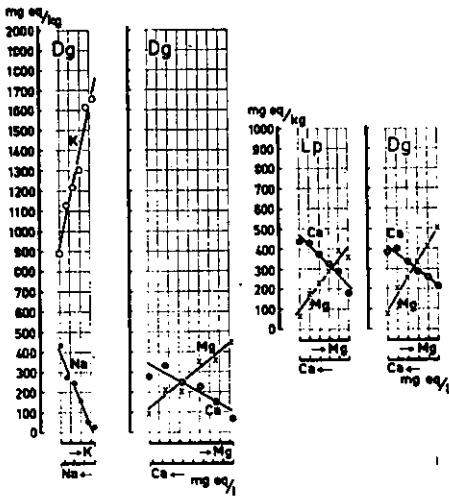 mg eq/kg
mg eq/kg
2000
1900
1800
1700
1600
1500
1400
1300
1200
1100
1000
900
800
700
600
500
400
300
200
100
0
Dg
K
Na
→K
Na←
Dg
Mg
Ca
→Mg
Ca←
mg eq/l
mg eq/kg
1000
900
800
700
600
500
400
300
200
100
0
Lp
Ca
Mg
→Mg
Ca←
Dg
Ca
Mg
→Mg
Ca←
mg eq/l